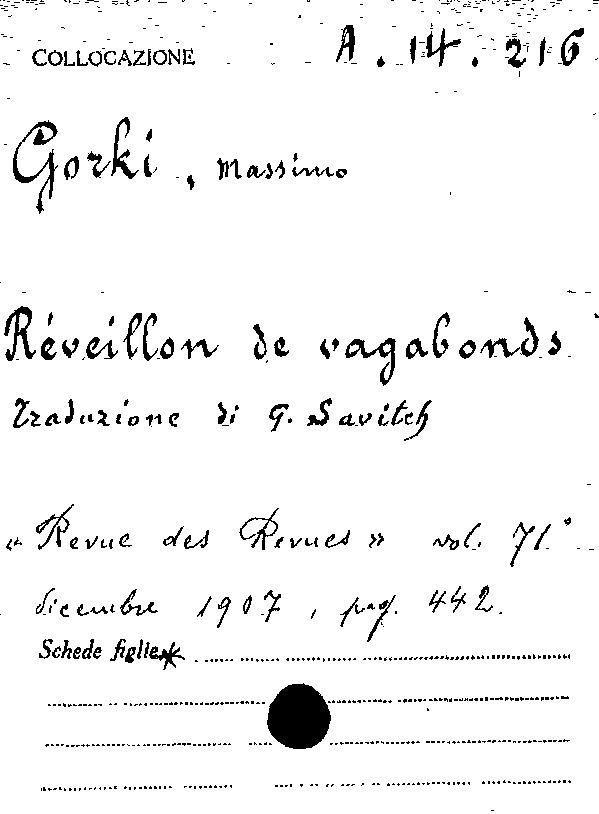 COLLOCAZIONE A. 14. 216
Gorki, Massimo
Réveillon de vagabonds
Traduzione di G. Savitch
« Revue des Revues » vol. 71°
dicembre 1907, pag. 442.
Schede figlie*